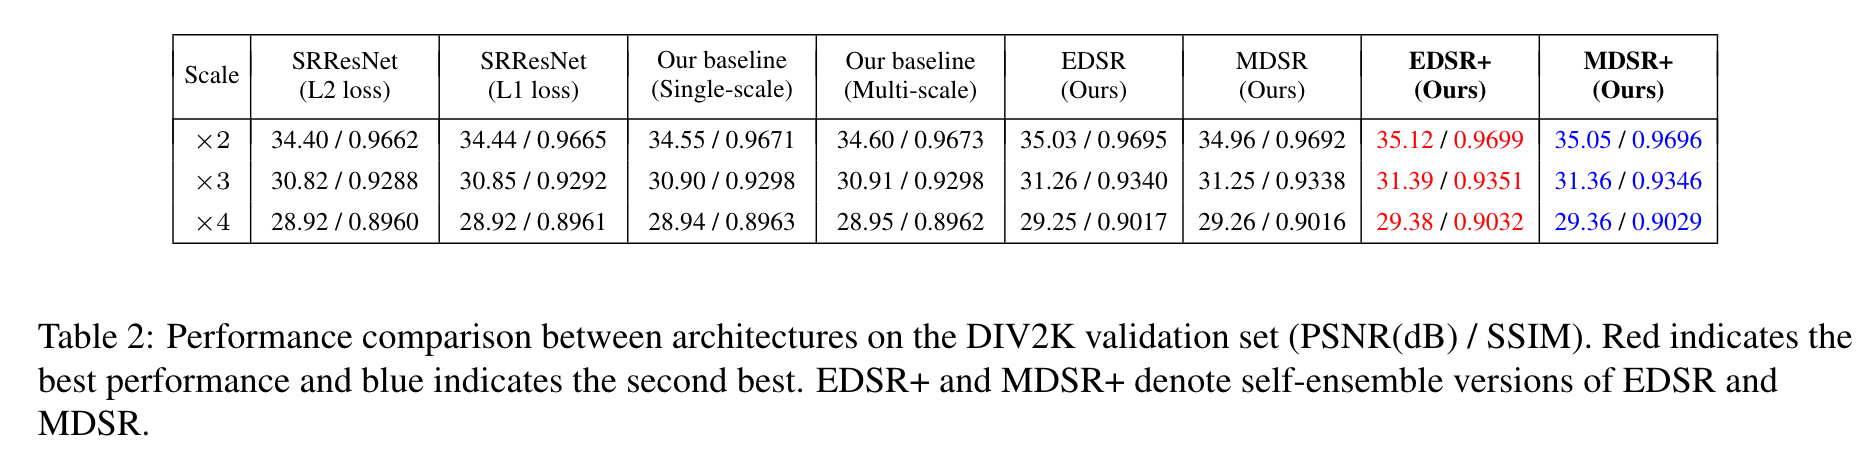 Scale | SRResNet (L2 loss) | SRResNet (L1 loss) | Our baseline (Single-scale) | Our baseline (Multi-scale) | EDSR (Ours) | MDSR (Ours) | EDSR+ (Ours) | MDSR+ (Ours)
×2 | 34.40 / 0.9662 | 34.44 / 0.9665 | 34.55 / 0.9671 | 34.60 / 0.9673 | 35.03 / 0.9695 | 34.96 / 0.9692 | 35.12 / 0.9699 | 35.05 / 0.9696
×3 | 30.82 / 0.9288 | 30.85 / 0.9292 | 30.90 / 0.9298 | 30.91 / 0.9298 | 31.26 / 0.9340 | 31.25 / 0.9338 | 31.39 / 0.9351 | 31.36 / 0.9346
×4 | 28.92 / 0.8960 | 28.92 / 0.8961 | 28.94 / 0.8963 | 28.95 / 0.8962 | 29.25 / 0.9017 | 29.26 / 0.9016 | 29.38 / 0.9032 | 29.36 / 0.9029
Table 2: Performance comparison between architectures on the DIV2K validation set (PSNR(dB) / SSIM). Red indicates the
best performance and blue indicates the second best. EDSR+ and MDSR+ denote self-ensemble versions of EDSR and
MDSR.